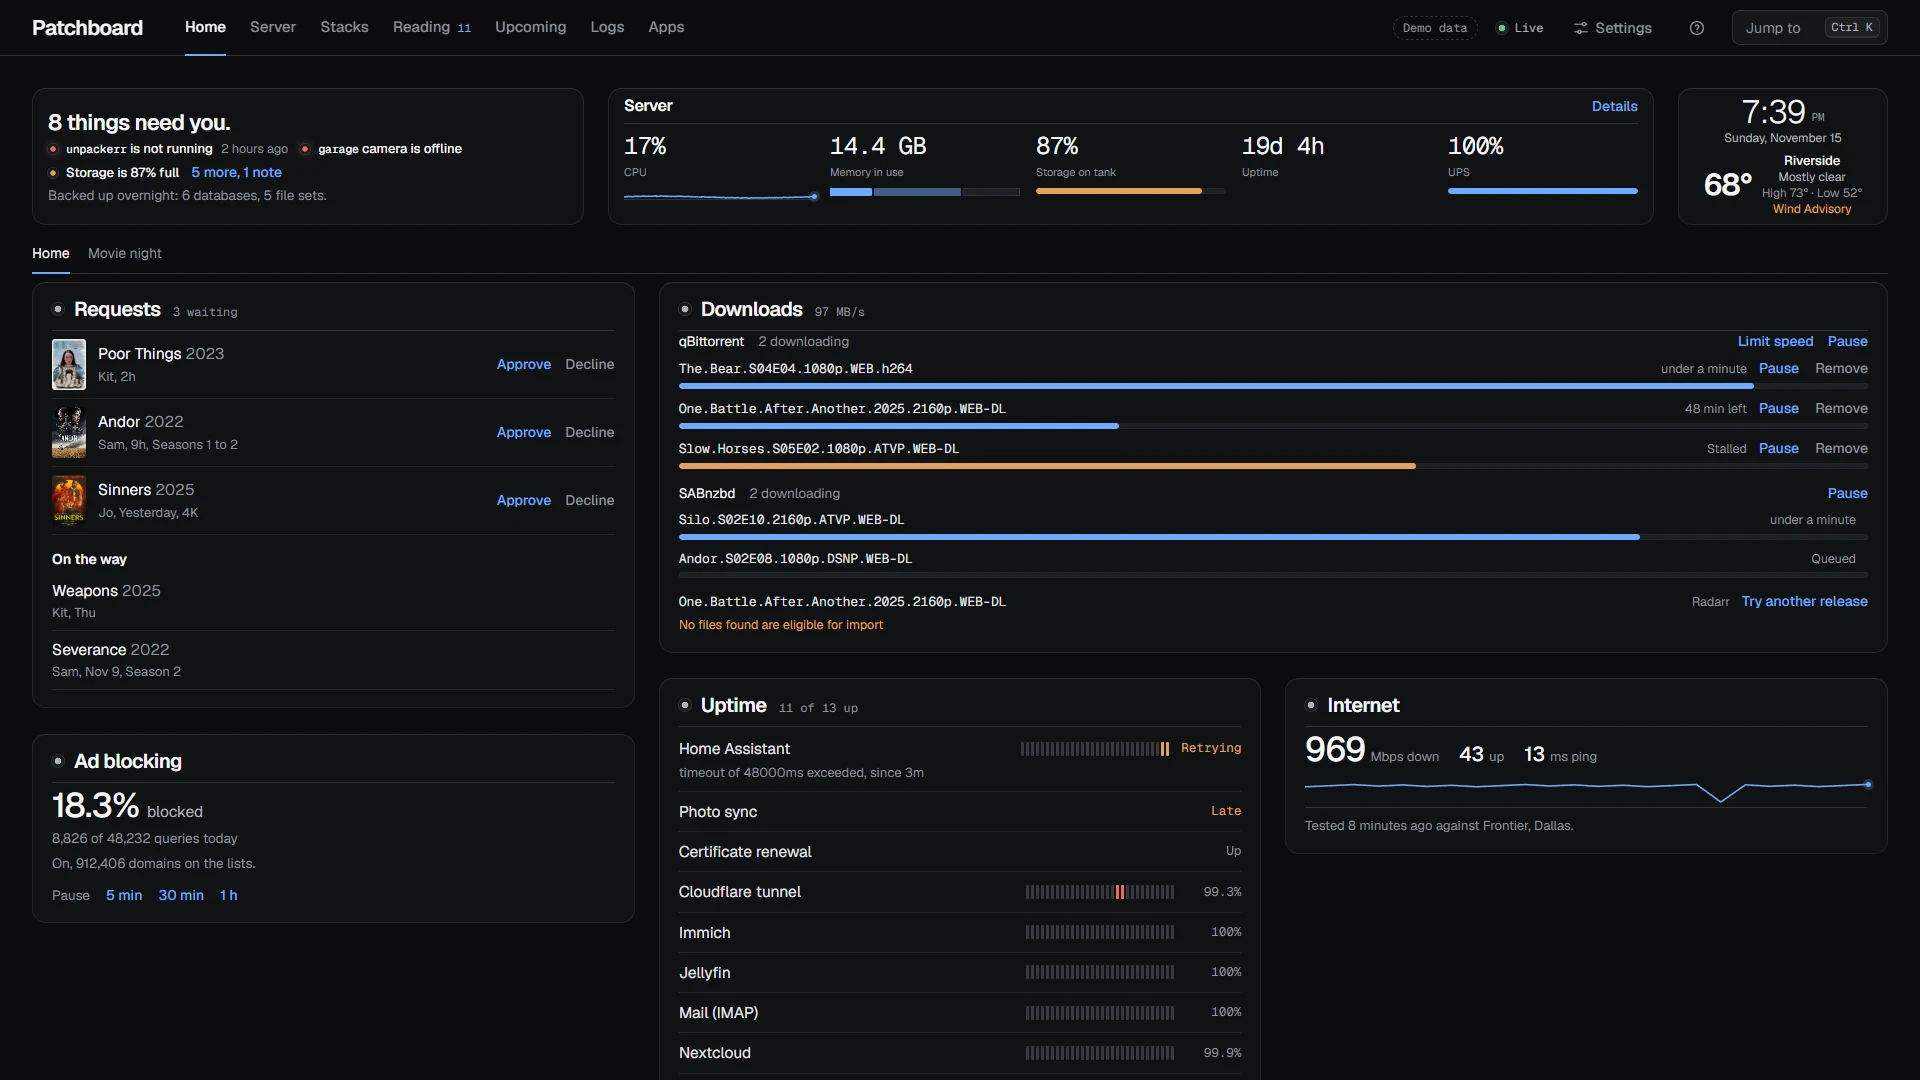 Patchboard Home Server Stacks Reading 11 Upcoming Logs Apps Demo data Live Settings Jump to Ctrl K
8 things need you.
unpackerr is not running 2 hours ago garage camera is offline
Storage is 87% full 5 more, 1 note
Backed up overnight: 6 databases, 5 file sets.
Server Details
17% 14.4 GB 87% 19d 4h 100%
CPU Memory in use Storage on tank Uptime UPS
7:39 PM
Sunday, November 15
68°
Riverside
Mostly clear
High 73° · Low 52°
Wind Advisory
Home Movie night
Requests 3 waiting
Poor Things 2023
Kit, 2h
Approve Decline
Andor 2022
Sam, 9h, Seasons 1 to 2
Approve Decline
Sinners 2025
Jo, Yesterday, 4K
Approve Decline
SINNERS
On the way
Weapons 2025
Kit, Thu
Severance 2022
Sam, Nov 9, Season 2
Ad blocking
18.3% blocked
8,826 of 48,232 queries today
On, 912,406 domains on the lists.
Pause 5 min 30 min 1 h
Downloads 97 MB/s
qBittorrent 2 downloading Limit speed Pause
The.Bear.S04E04.1080p.WEB.h264 under a minute Pause Remove
One.Battle.After.Another.2025.2160p.WEB-DL 48 min left Pause Remove
Slow.Horses.S05E02.1080p.ATVP.WEB-DL Stalled Pause Remove
SABnzbd 2 downloading Pause
Silo.S02E10.2160p.ATVP.WEB-DL under a minute
Andor.S02E08.1080p.DSNP.WEB-DL Queued
One.Battle.After.Another.2025.2160p.WEB-DL Radarr Try another release
No files found are eligible for import
Uptime 11 of 13 up
Home Assistant Retrying
timeout of 48000ms exceeded, since 3m
Photo sync Late
Certificate renewal Up
Cloudflare tunnel 99.3%
Immich 100%
Jellyfin 100%
Mail (IMAP) 100%
Nextcloud 99.9%
Internet
969 Mbps down 43 up 13 ms ping
Tested 8 minutes ago against Frontier, Dallas.